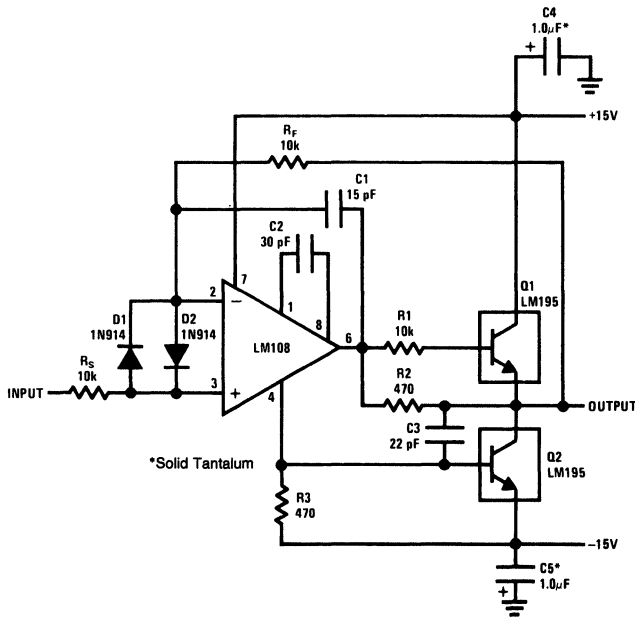 C4
1.0μF*
+
+15V
RF
10k
C1
15 pF
C2
30 pF
7
Q1
LM195
2
−
1
D1
1N914
D2
1N914
8
R1
10k
LM108
6
RS
10k
R2
470
INPUT
3
+
4
OUTPUT
C3
22 pF
*Solid Tantalum
Q2
LM195
R3
470
−15V
C5*
1.0μF
+